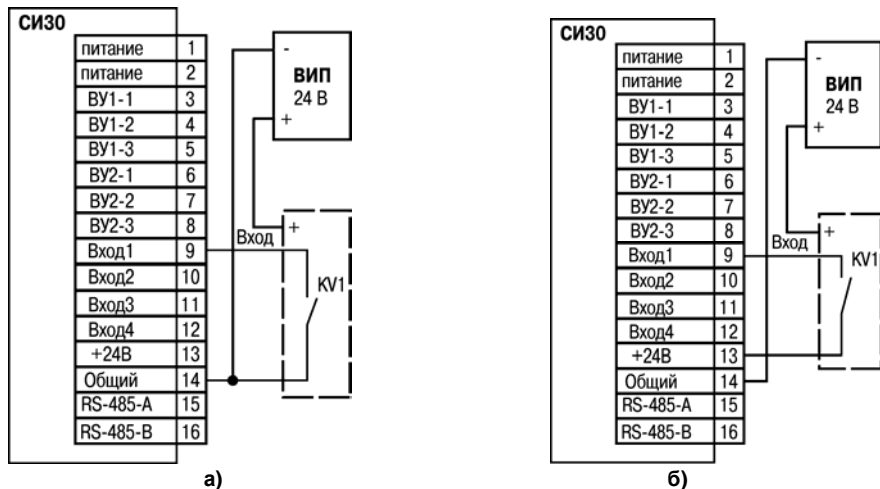 СИ30
питание 1
питание 2
ВУ1-1 3
ВУ1-2 4
ВУ1-3 5
ВУ2-1 6
ВУ2-2 7
ВУ2-3 8
Вход1 9
Вход2 10
Вход3 11
Вход4 12
+24В 13
Общий 14
RS-485-A 15
RS-485-B 16
-
ВИП
24 В
+
Вход
+
KV1
а)
СИ30
питание 1
питание 2
ВУ1-1 3
ВУ1-2 4
ВУ1-3 5
ВУ2-1 6
ВУ2-2 7
ВУ2-3 8
Вход1 9
Вход2 10
Вход3 11
Вход4 12
+24В 13
Общий 14
RS-485-A 15
RS-485-B 16
-
ВИП
24 В
+
Вход
+
KV1
б)